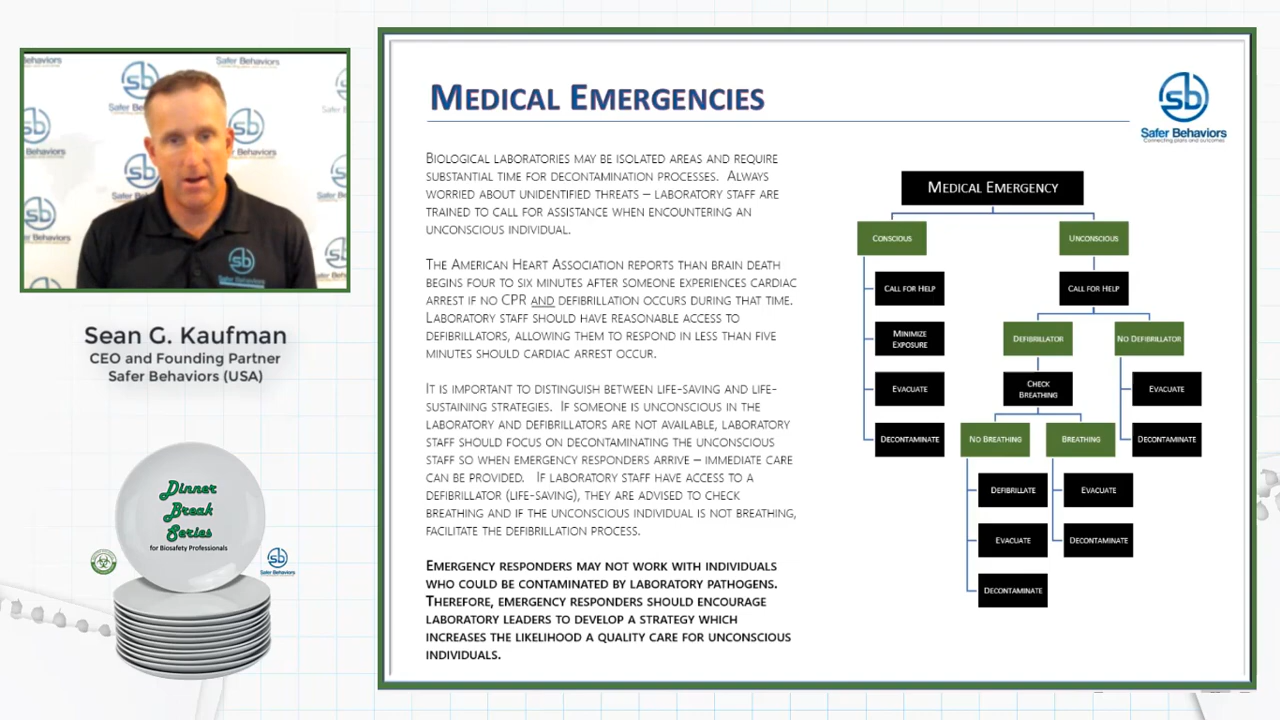 Safer Behaviors
sb
Sean G. Kaufman
CEO and Founding Partner
Safer Behaviors (USA)
Dinner
Break
Series
for Biosafety Professionals
sb
Safer Behaviors
MEDICAL EMERGENCIES
sb
Safer Behaviors
Connecting plans and outcomes
BIOLOGICAL LABORATORIES MAY BE ISOLATED AREAS AND REQUIRE
SUBSTANTIAL TIME FOR DECONTAMINATION PROCESSES. ALWAYS
WORRIED ABOUT UNIDENTIFIED THREATS – LABORATORY STAFF ARE
TRAINED TO CALL FOR ASSISTANCE WHEN ENCOUNTERING AN
UNCONSCIOUS INDIVIDUAL.
THE AMERICAN HEART ASSOCIATION REPORTS THAN BRAIN DEATH
BEGINS FOUR TO SIX MINUTES AFTER SOMEONE EXPERIENCES CARDIAC
ARREST IF NO CPR AND DEFIBRILLATION OCCURS DURING THAT TIME.
LABORATORY STAFF SHOULD HAVE REASONABLE ACCESS TO
DEFIBRILLATORS, ALLOWING THEM TO RESPOND IN LESS THAN FIVE
MINUTES SHOULD CARDIAC ARREST OCCUR.
IT IS IMPORTANT TO DISTINGUISH BETWEEN LIFE-SAVING AND LIFE-
SUSTAINING STRATEGIES. IF SOMEONE IS UNCONSCIOUS IN THE
LABORATORY AND DEFIBRILLATORS ARE NOT AVAILABLE, LABORATORY
STAFF SHOULD FOCUS ON DECONTAMINATING THE UNCONSCIOUS
STAFF SO WHEN EMERGENCY RESPONDERS ARRIVE – IMMEDIATE CARE
CAN BE PROVIDED. IF LABORATORY STAFF HAVE ACCESS TO A
DEFIBRILLATOR (LIFE-SAVING), THEY ARE ADVISED TO CHECK
BREATHING AND IF THE UNCONSCIOUS INDIVIDUAL IS NOT BREATHING,
FACILITATE THE DEFIBRILLATION PROCESS.
EMERGENCY RESPONDERS MAY NOT WORK WITH INDIVIDUALS
WHO COULD BE CONTAMINATED BY LABORATORY PATHOGENS.
THEREFORE, EMERGENCY RESPONDERS SHOULD ENCOURAGE
LABORATORY LEADERS TO DEVELOP A STRATEGY WHICH
INCREASES THE LIKELIHOOD A QUALITY CARE FOR UNCONSCIOUS
INDIVIDUALS.
MEDICAL EMERGENCY
CONSCIOUS
UNCONSCIOUS
CALL FOR HELP
CALL FOR HELP
MINIMIZE
EXPOSURE
DEFIBRILLATOR
NO DEFIBRILLATOR
EVACUATE
CHECK
BREATHING
EVACUATE
DECONTAMINATE
NO BREATHING
BREATHING
DECONTAMINATE
DEFIBRILLATE
EVACUATE
EVACUATE
DECONTAMINATE
DECONTAMINATE